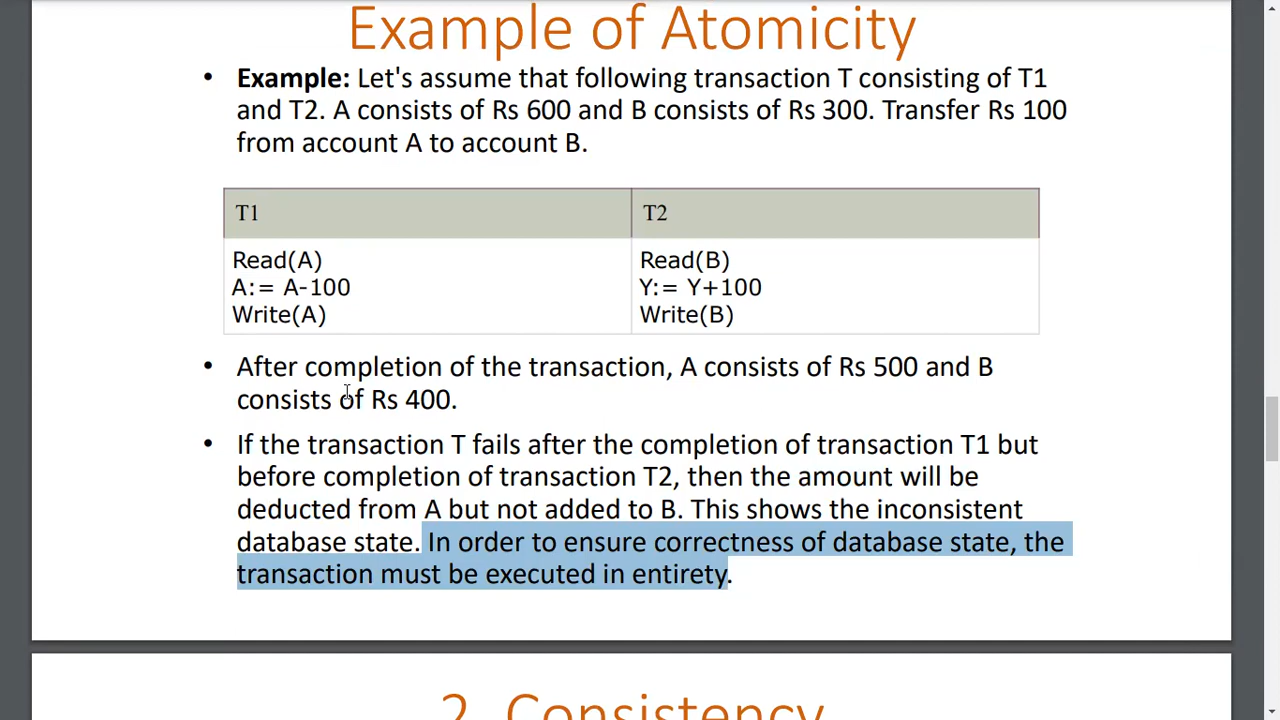 Example of Atomicity
• Example: Let's assume that following transaction T consisting of T1
and T2. A consists of Rs 600 and B consists of Rs 300. Transfer Rs 100
from account A to account B.
T1 T2
Read(A) Read(B)
A:= A-100 Y:= Y+100
Write(A) Write(B)
• After completion of the transaction, A consists of Rs 500 and B
consists of Rs 400.
• If the transaction T fails after the completion of transaction T1 but
before completion of transaction T2, then the amount will be
deducted from A but not added to B. This shows the inconsistent
database state. In order to ensure correctness of database state, the
transaction must be executed in entirety.
2. Consistency